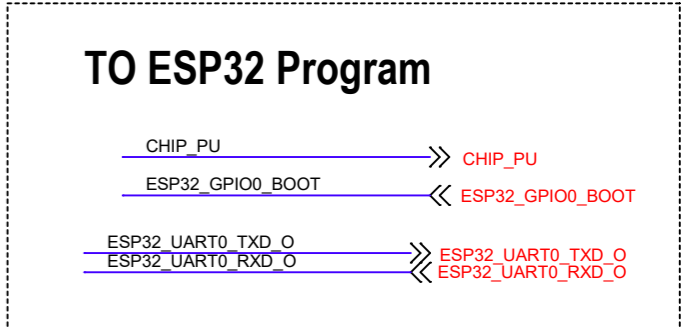 TO ESP32 Program
CHIP_PU
CHIP_PU
ESP32_GPIO0_BOOT
ESP32_GPIO0_BOOT
ESP32_UART0_TXD_O
ESP32_UART0_TXD_O
ESP32_UART0_RXD_O
ESP32_UART0_RXD_O